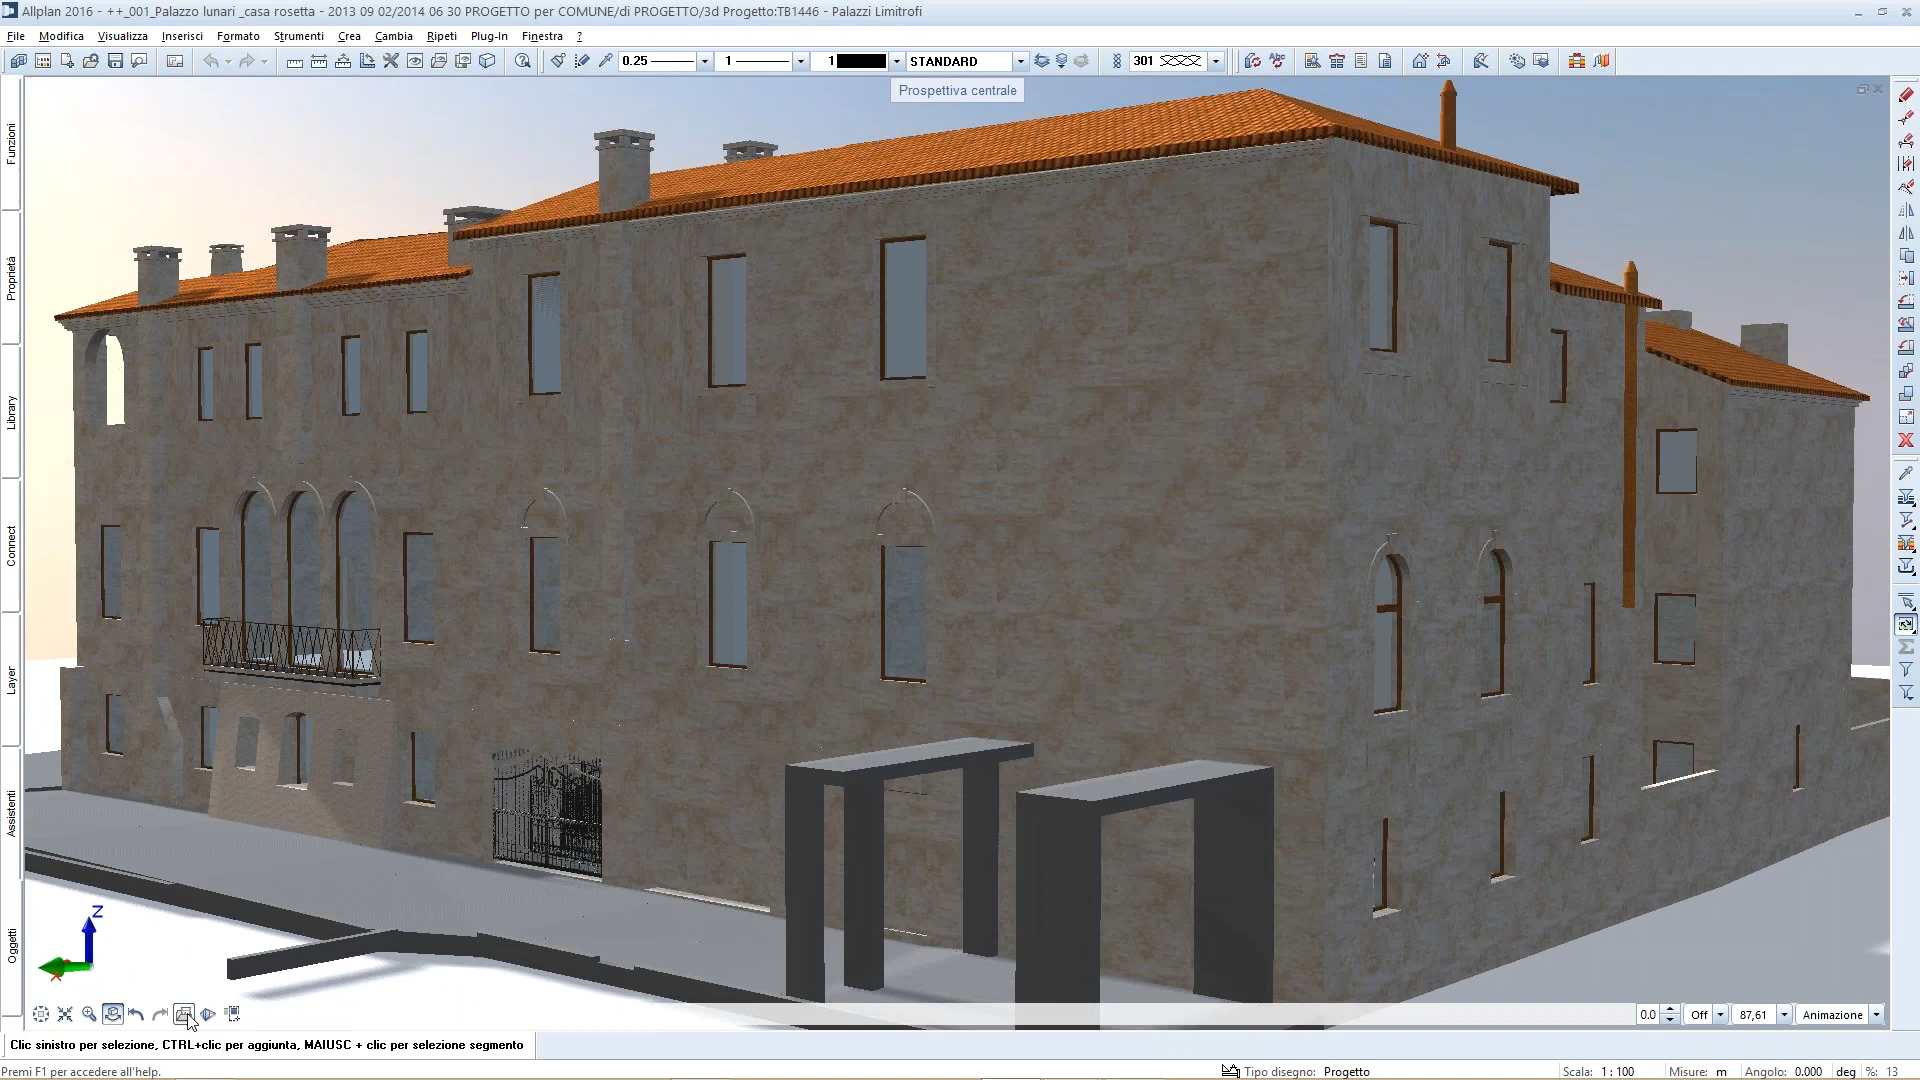 Allplan 2016 - ++_001_Palazzo lunari _casa rosetta - 2013 09 02/2014 06 30 PROGETTO per COMUNE/di PROGETTO/3d Progetto:TB1446 - Palazzi Limitrofi
File Modifica Visualizza Inserisci Formato Strumenti Crea Cambia Ripeti Plug-In Finestra ?
0.25 1 1 STANDARD 301
Prospettiva centrale
Funzioni
Proprietà
Library
Connect
Layer
Assistenti
Oggetti
Z
X
0.0 Off 87,61 Animazione
Clic sinistro per selezione, CTRL+clic per aggiunta, MAIUSC + clic per selezione segmento
Premi F1 per accedere all'help. Tipo disegno: Progetto Scala: 1 : 100 Misure: m Angolo: 0.000 deg %: 13